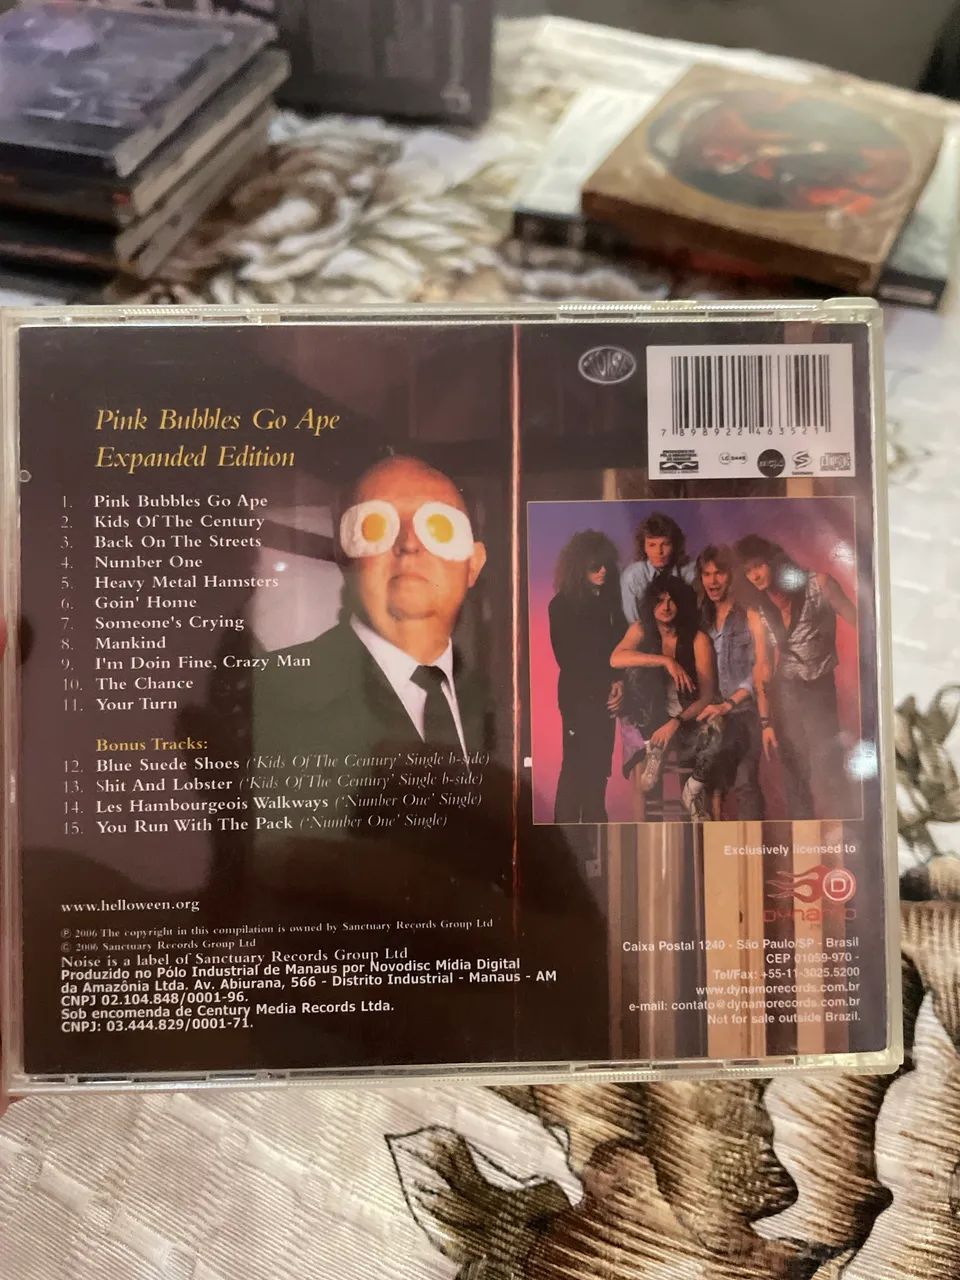 Pink Bubbles Go Ape
Expanded Edition
1. Pink Bubbles Go Ape
2. Kids Of The Century
3. Back On The Streets
4. Number One
5. Heavy Metal Hamsters
6. Goin' Home
7. Someone's Crying
8. Mankind
9. I'm Doin Fine, Crazy Man
10. The Chance
11. Your Turn
Bonus Tracks:
12. Blue Suede Shoes ('Kids Of The Century' Single b-side)
13. Shit And Lobster ('Kids Of The Century' Single b-side)
14. Les Hambourgeois Walkways ('Number One' Single)
15. You Run With The Pack ('Number One' Single)
www.helloween.org
℗ 2006 The copyright in this compilation is owned by Sanctuary Records Group Ltd
© 2006 Sanctuary Records Group Ltd
Noise is a label of Sanctuary Records Group Ltd
Produzido no Pólo Industrial de Manaus por Novodisc Mídia Digital
da Amazônia Ltda. Av. Abiurana, 566 - Distrito Industrial - Manaus - AM
CNPJ 02.104.848/0001-96.
Sob encomenda de Century Media Records Ltda.
CNPJ: 03.444.829/0001-71.
NOISE
7 898922 463521
Exclusively licensed to
D
dynamo
Caixa Postal 1240 - São Paulo/SP - Brasil
CEP 01059-970 -
Tel/Fax: +55-11-3025.5200
www.dynamorecords.com.br
e-mail: contato@dynamorecords.com.br
Not for sale outside Brazil.